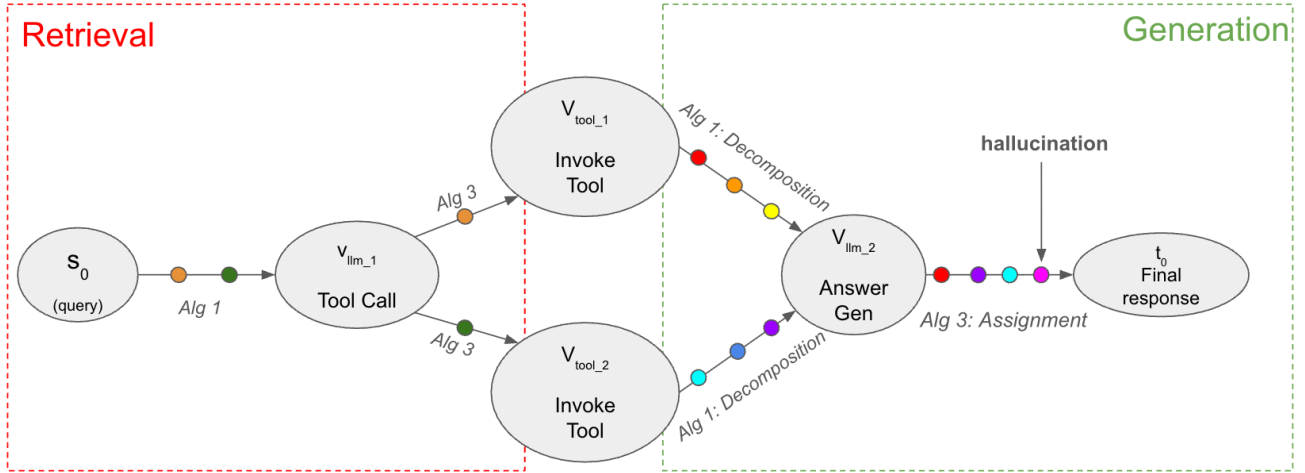 Retrieval
Generation
S0
(query)
Alg 1
vllm_1
Tool Call
Alg 3
Alg 3
Vtool_1
Invoke
Tool
Vtool_2
Invoke
Tool
Alg 1: Decomposition
Alg 1: Decomposition
Vllm_2
Answer
Gen
hallucination
Alg 3: Assignment
t0
Final
response